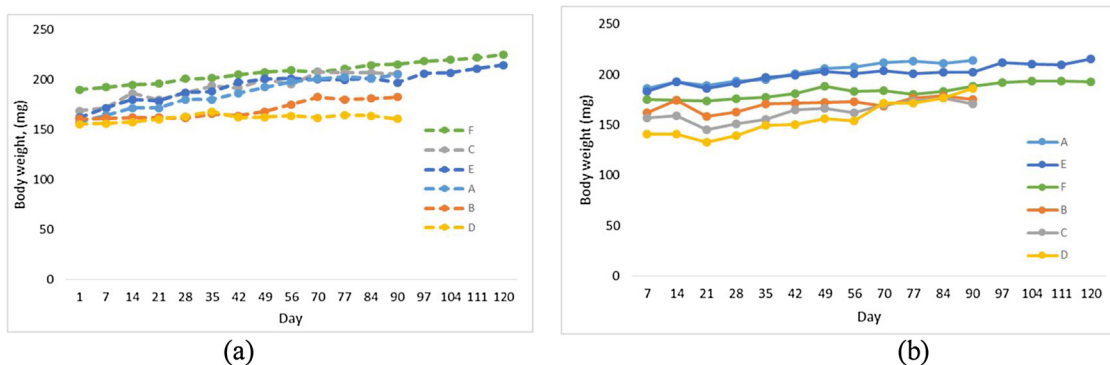 250
200
150
100
50
0
Body weight, (mg)
1 7 14 21 28 35 42 49 56 70 77 84 90 97 104 111 120
Day
F
C
E
A
B
D
(a)
250
200
150
100
50
0
Body weight (mg)
7 14 21 28 35 42 49 56 70 77 84 90 97 104 111 120
Day
A
E
F
B
C
D
(b)